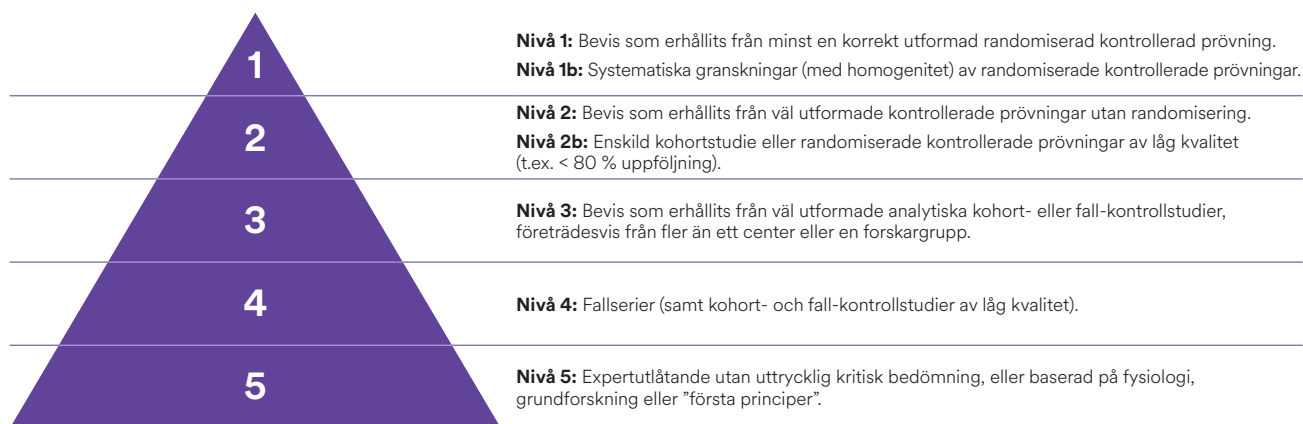 1
Nivå 1: Bevis som erhållits från minst en korrekt utformad randomiserad kontrollerad prövning.
Nivå 1b: Systematiska granskningar (med homogenitet) av randomiserade kontrollerade prövningar.
2
Nivå 2: Bevis som erhållits från väl utformade kontrollerade prövningar utan randomisering.
Nivå 2b: Enskild kohortstudie eller randomiserade kontrollerade prövningar av låg kvalitet
(t.ex. < 80 % uppföljning).
3
Nivå 3: Bevis som erhållits från väl utformade analytiska kohort- eller fall-kontrollstudier,
företrädesvis från fler än ett center eller en forskargrupp.
4
Nivå 4: Fallserier (samt kohort- och fall-kontrollstudier av låg kvalitet).
5
Nivå 5: Expertutlåtande utan uttrycklig kritisk bedömning, eller baserad på fysiologi,
grundforskning eller ”första principer”.